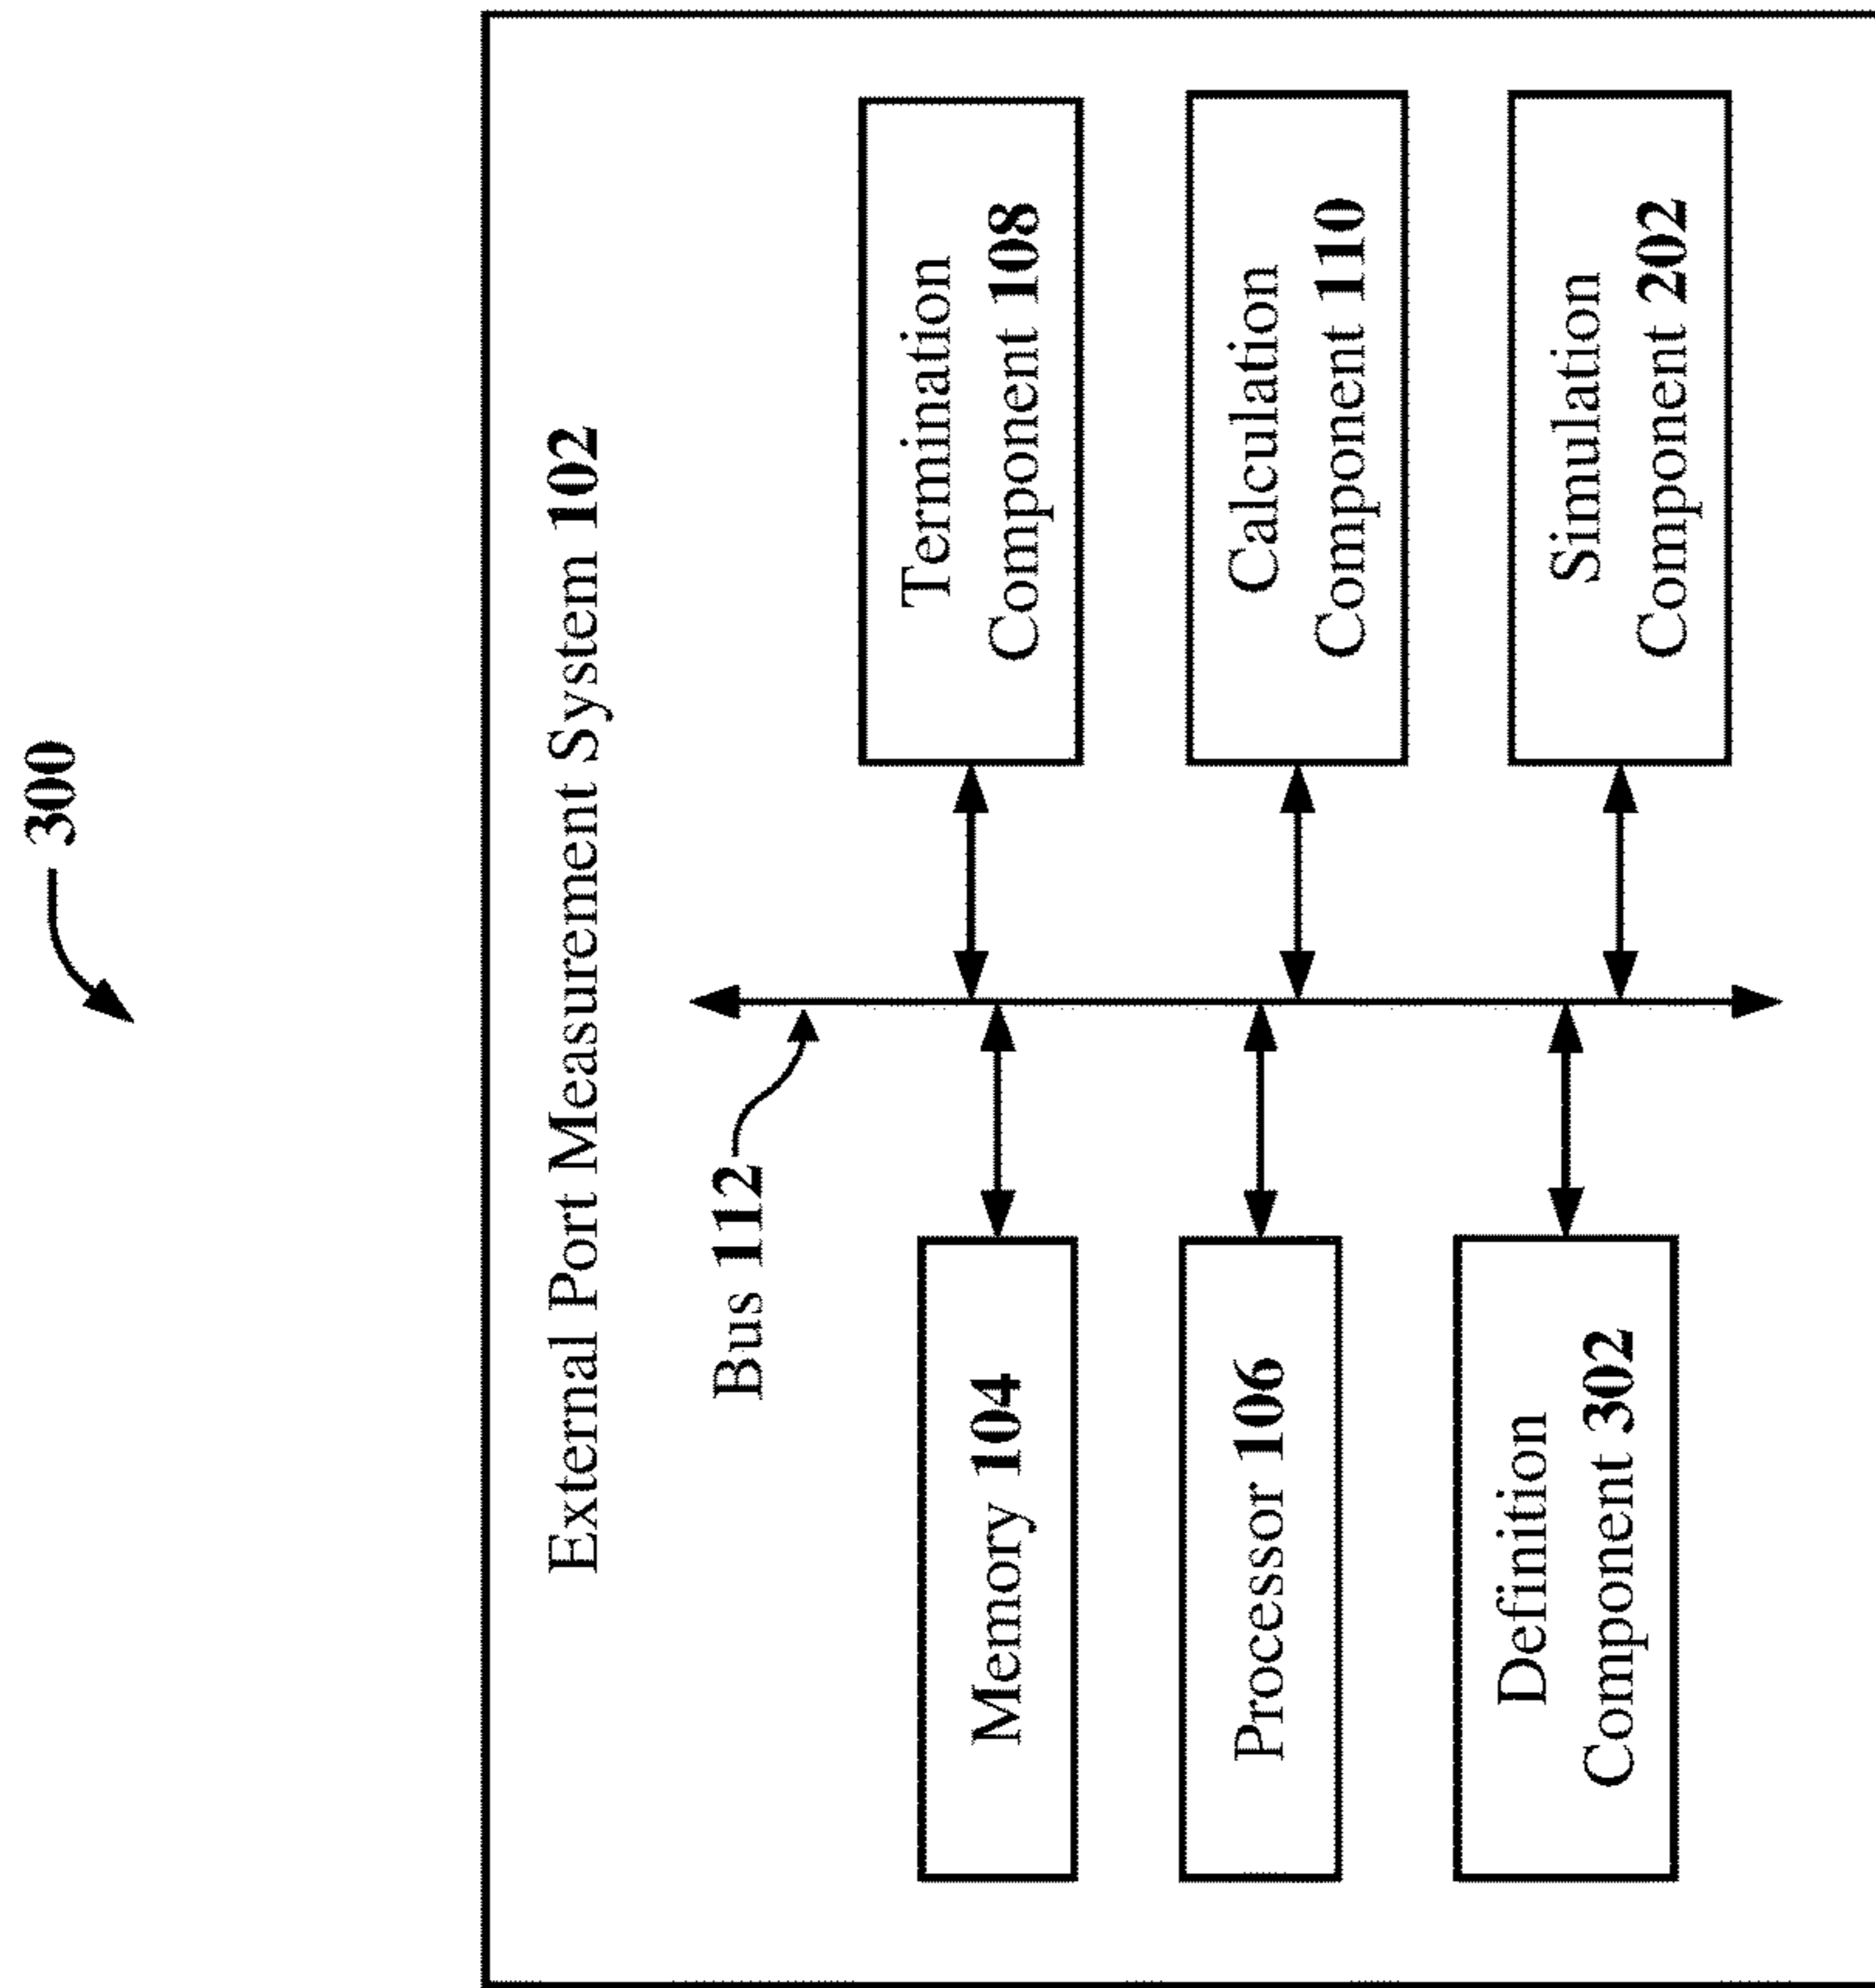 300
External Port Measurement System 102
Bus 112
Memory 104
Processor 106
Definition
Component 302
Termination
Component 108
Calculation
Component 110
Simulation
Component 202